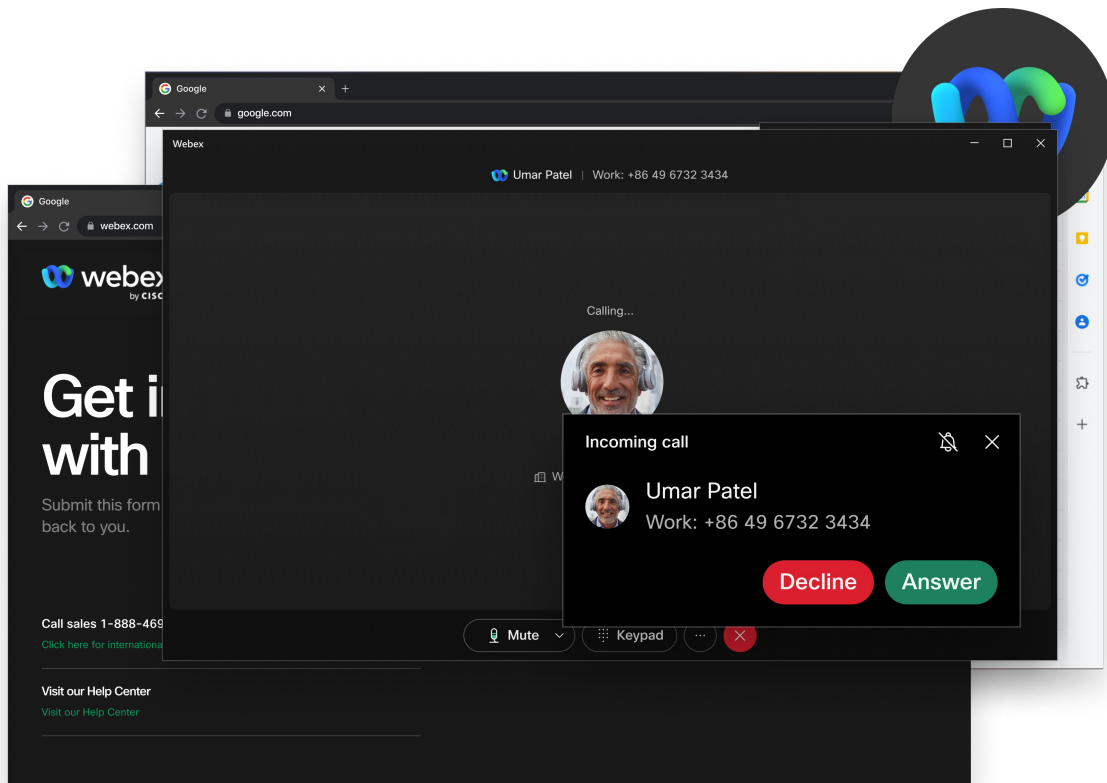 Google
google.com
Webex
Umar Patel | Work: +86 49 6732 3434
Google
webex.com
webex
by CISC
Calling...
Get i
with
Submit this form
back to you.
W
Incoming call
Umar Patel
Work: +86 49 6732 3434
Decline
Answer
Call sales 1-888-469
Click here for internationa
Mute
Keypad
Visit our Help Center
Visit our Help Center